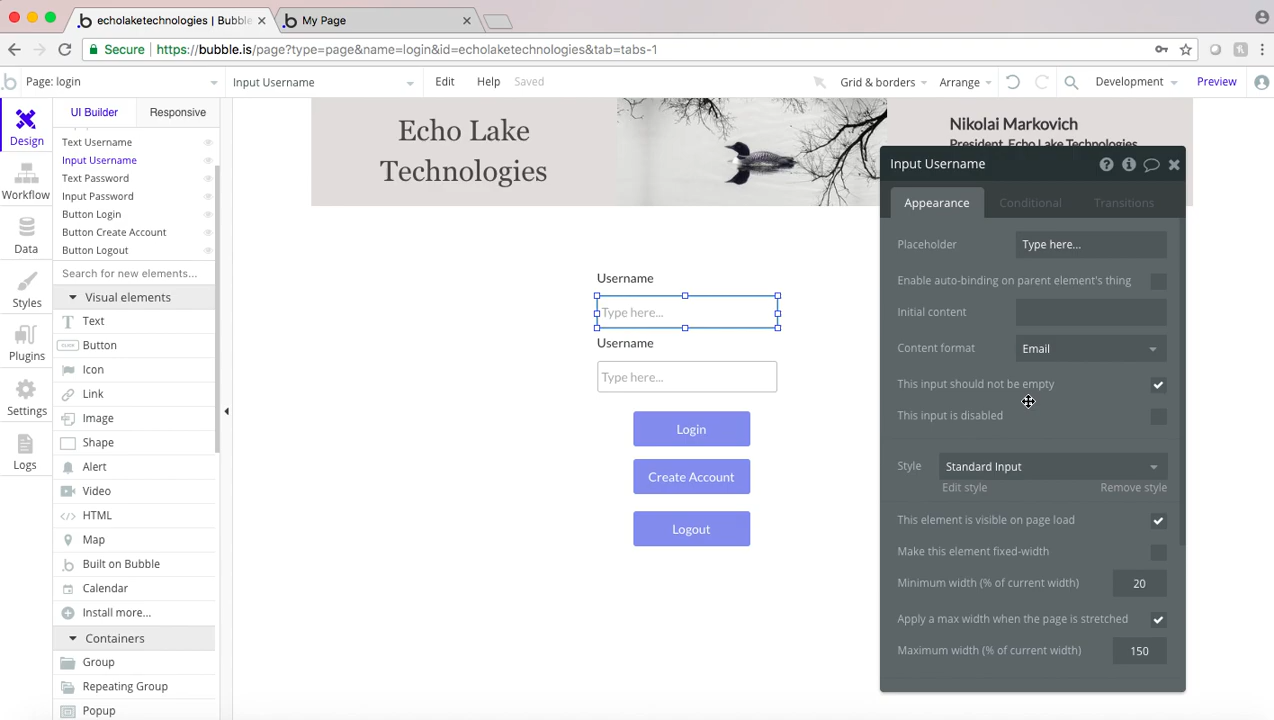 echolaketechnologies | Bubble
My Page
Secure
https://bubble.is/page?type=page&name=login&id=echolaketechnologies&tab=tabs-1
Page: login
Input Username
Edit
Help
Saved
Grid & borders
Arrange
Development
Preview
Design
Workflow
Data
Styles
Plugins
Settings
Logs
UI Builder
Responsive
Text Username
Input Username
Text Password
Input Password
Button Login
Button Create Account
Button Logout
Search for new elements...
Visual elements
Text
CLICK
Button
Icon
Link
Image
Shape
Alert
Video
HTML
Map
Built on Bubble
Calendar
Install more...
Containers
Group
Repeating Group
Popup
Echo Lake
Technologies
Nikolai Markovich
President, Echo Lake Technologies
Username
Type here...
Username
Type here...
Login
Create Account
Logout
Input Username
Appearance
Conditional
Transitions
Placeholder
Type here...
Enable auto-binding on parent element's thing
Initial content
Content format
Email
This input should not be empty
This input is disabled
Style
Standard Input
Edit style
Remove style
This element is visible on page load
Make this element fixed-width
Minimum width (% of current width)
20
Apply a max width when the page is stretched
Maximum width (% of current width)
150